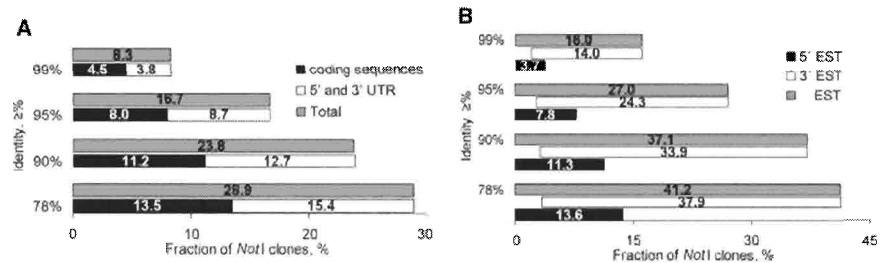 A
99%
8.3
4.5 3.8
95%
16.7
8.0 8.7
90%
23.8
11.2 12.7
78%
28.9
13.5 15.4
Identity, ≥%
0 10 20 30
Fraction of NotI clones, %
coding sequences
5' and 3' UTR
Total
B
99%
16.0
14.0
3.7
95%
27.0
24.3
7.8
90%
37.1
33.9
11.3
78%
41.2
37.9
13.6
Identity ≥%
0 15 30 45
Fraction of NotI clones, %
5' EST
3' EST
EST